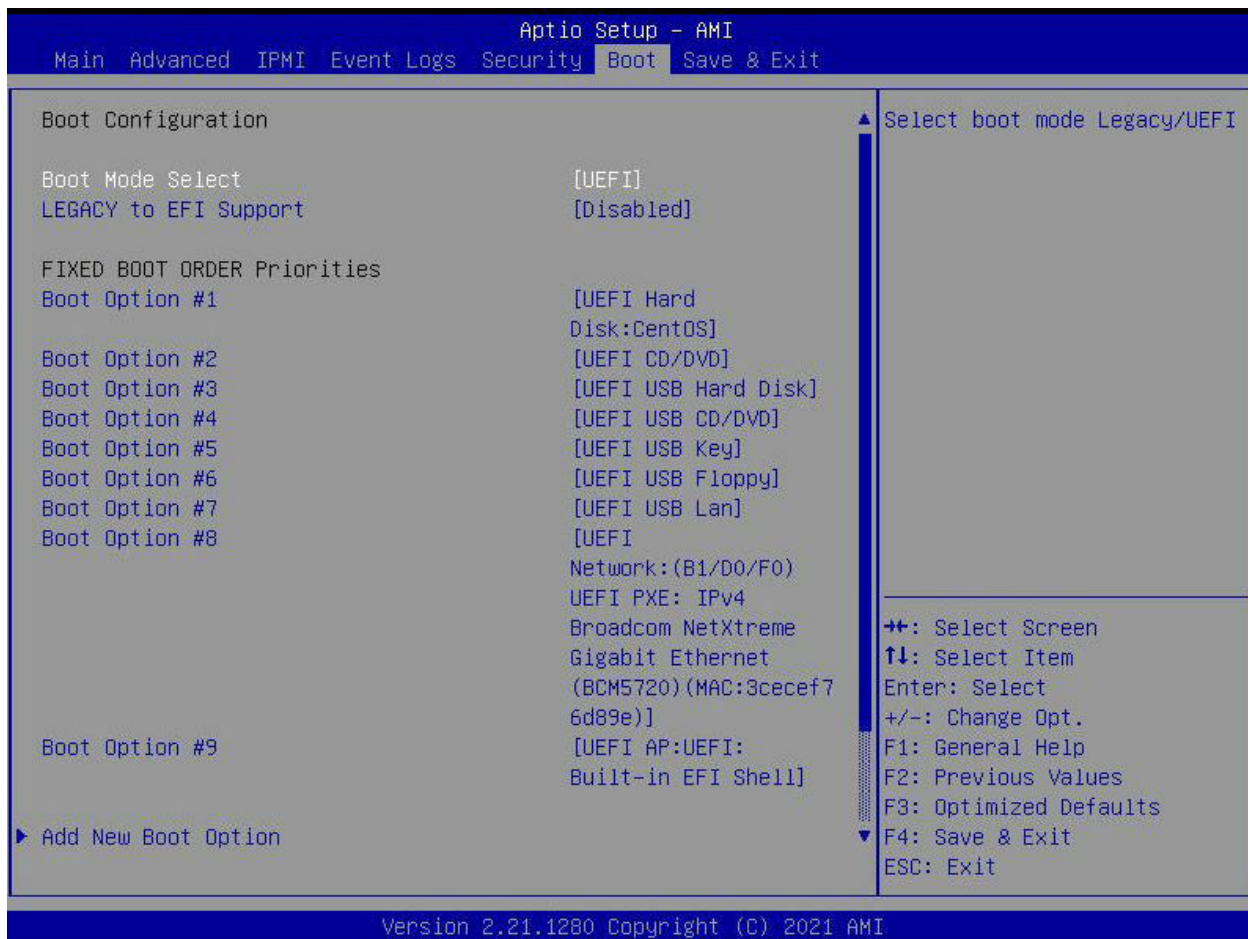 Aptio Setup – AMI
Main Advanced IPMI Event Logs Security Boot Save & Exit
Boot Configuration
Boot Mode Select [UEFI]
LEGACY to EFI Support [Disabled]
FIXED BOOT ORDER Priorities
Boot Option #1 [UEFI Hard
Disk:CentOS]
Boot Option #2 [UEFI CD/DVD]
Boot Option #3 [UEFI USB Hard Disk]
Boot Option #4 [UEFI USB CD/DVD]
Boot Option #5 [UEFI USB Key]
Boot Option #6 [UEFI USB Floppy]
Boot Option #7 [UEFI USB Lan]
Boot Option #8 [UEFI
Network:(B1/D0/F0)
UEFI PXE: IPv4
Broadcom NetXtreme
Gigabit Ethernet
(BCM5720)(MAC:3cecef7
6d89e)]
Boot Option #9 [UEFI AP:UEFI:
Built-in EFI Shell]
Add New Boot Option
Select boot mode Legacy/UEFI
→←: Select Screen
↑↓: Select Item
Enter: Select
+/-: Change Opt.
F1: General Help
F2: Previous Values
F3: Optimized Defaults
F4: Save & Exit
ESC: Exit
Version 2.21.1280 Copyright (C) 2021 AMI